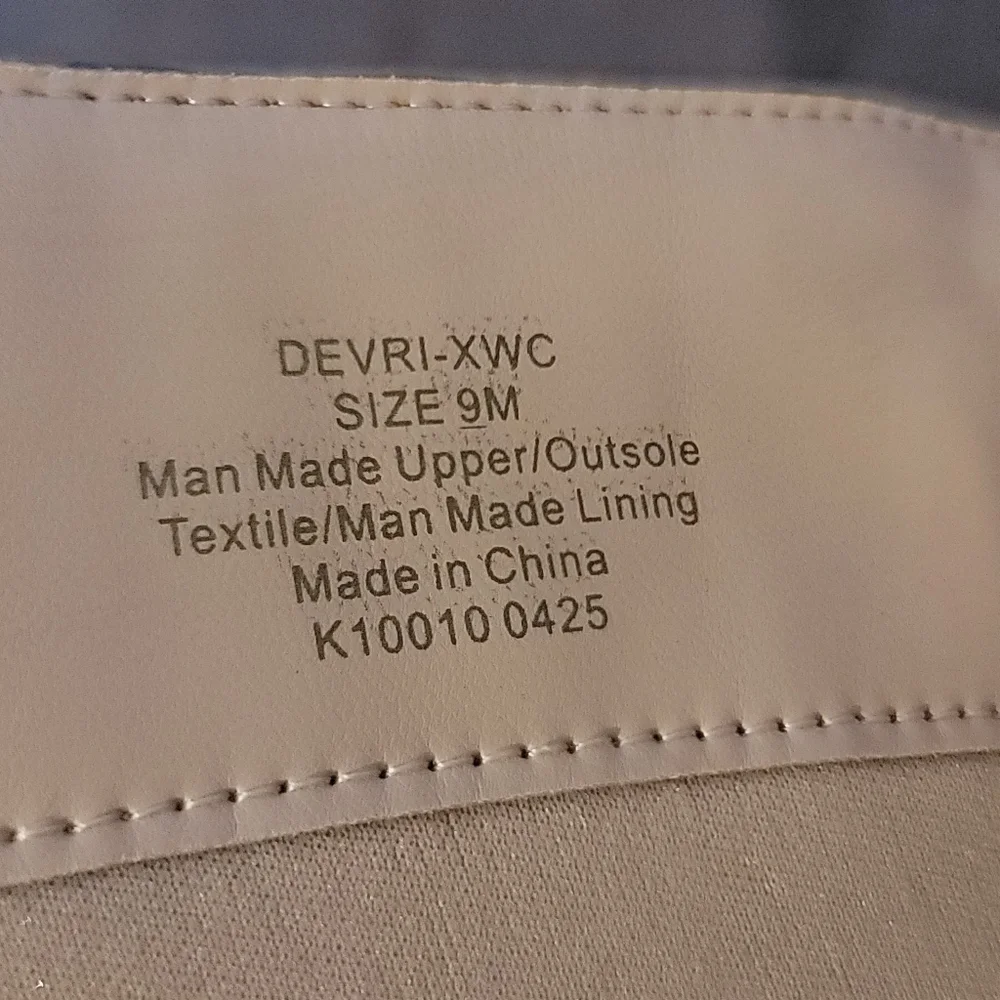 DEVRI-XWC
SIZE 9M
Man Made Upper/Outsole
Textile/Man Made Lining
Made in China
K10010 0425